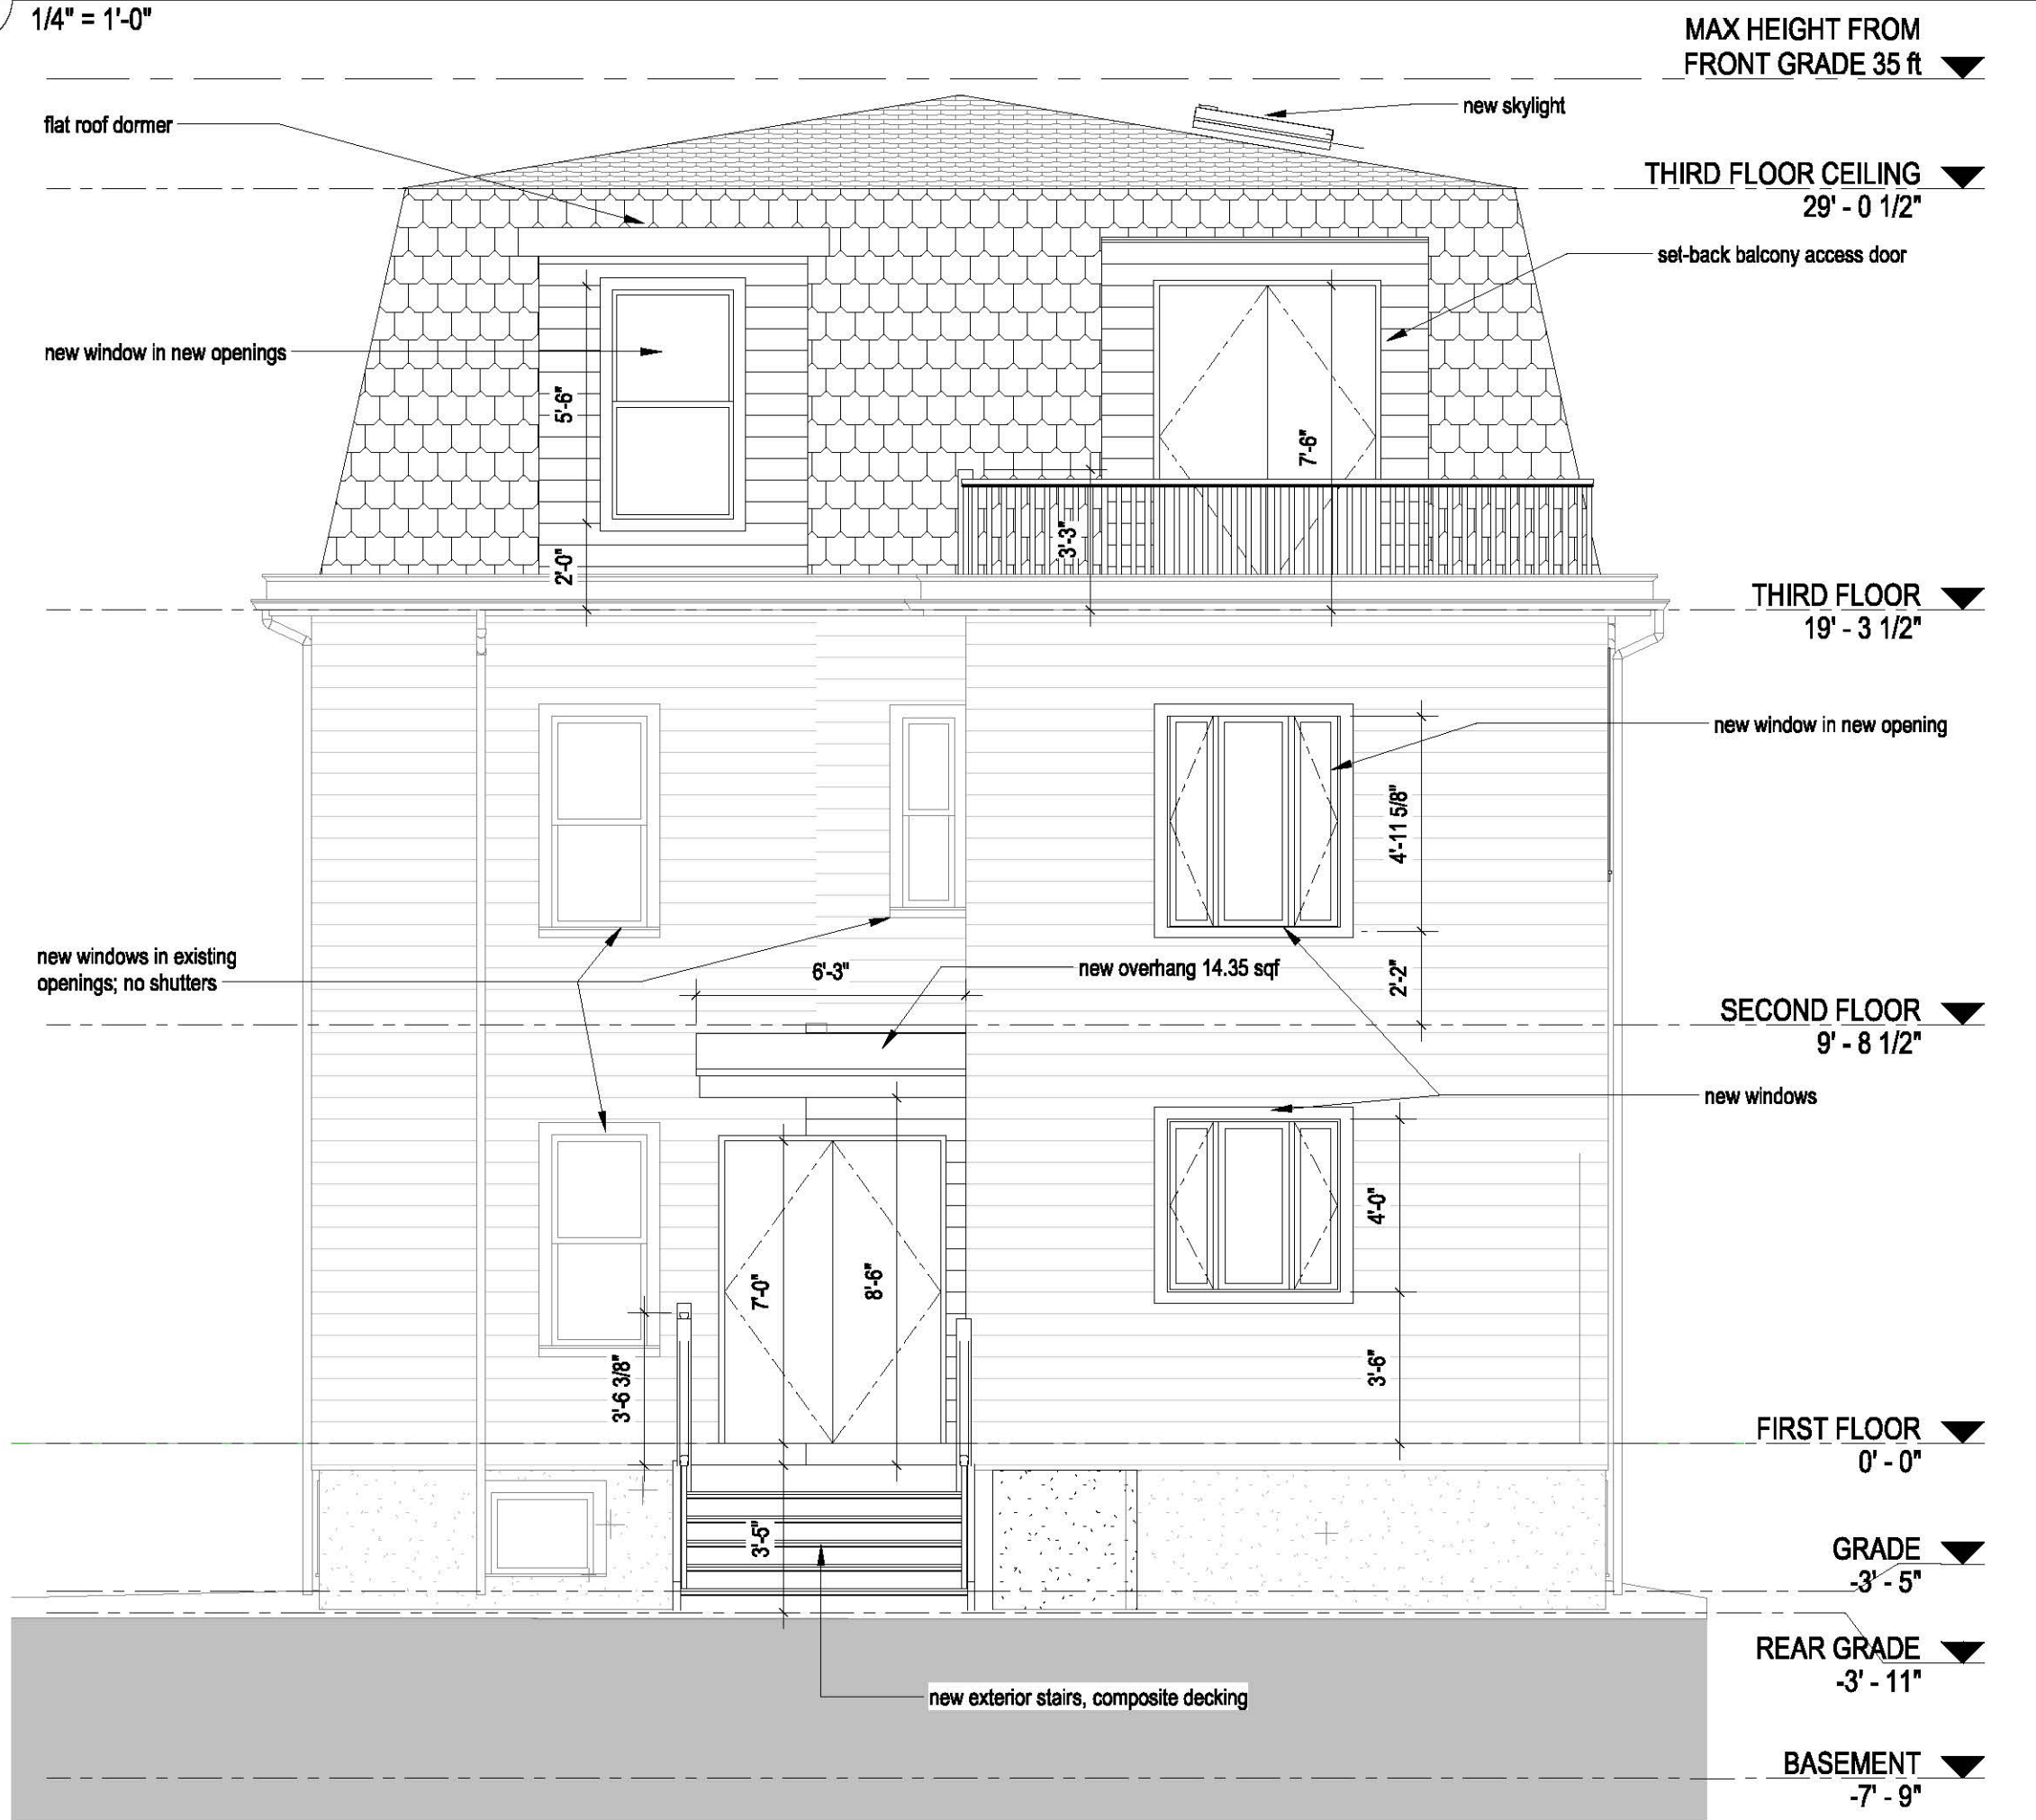 1/4" = 1'-0"
MAX HEIGHT FROM
FRONT GRADE 35 ft
new skylight
flat roof dormer
THIRD FLOOR CEILING
29' - 0 1/2"
set-back balcony access door
new window in new openings
5'-6"
7'-6"
3'-3"
2'-0"
THIRD FLOOR
19' - 3 1/2"
new window in new opening
4'-11 5/8"
new windows in existing
openings; no shutters
6'-3"
new overhang 14.35 sqf
2'-2"
SECOND FLOOR
9' - 8 1/2"
new windows
4'-0"
7'-0"
8'-6"
3'-6 3/8"
3'-6"
FIRST FLOOR
0' - 0"
3'-5"
GRADE
-3' - 5"
REAR GRADE
-3' - 11"
new exterior stairs, composite decking
BASEMENT
-7' - 9"